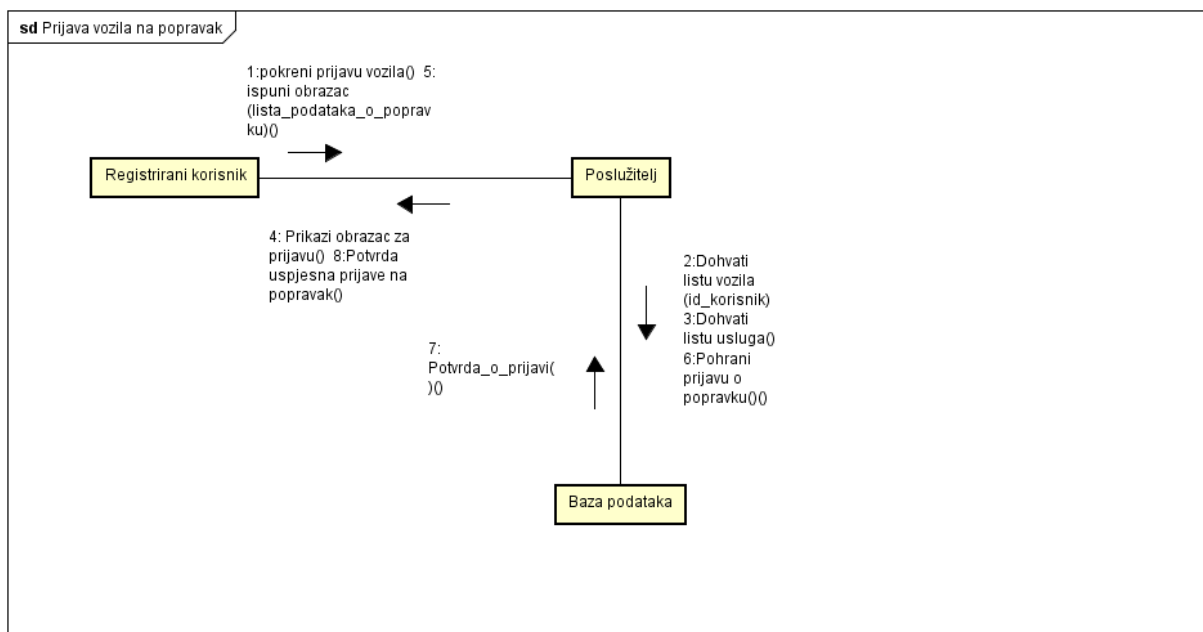 sd Prijava vozila na popravak
1:pokreni prijavu vozila() 5:
ispuni obrazac
(lista_podataka_o_poprav
ku)()
Registrirani korisnik
Poslužitelj
4: Prikazi obrazac za
prijavu() 8:Potvrda
uspjesna prijave na
popravak()
2:Dohvati
listu vozila
(id_korisnik)
3:Dohvati
listu usluga()
6:Pohrani
prijavu o
popravku()()
7:
Potvrda_o_prijavi(
)()
Baza podataka